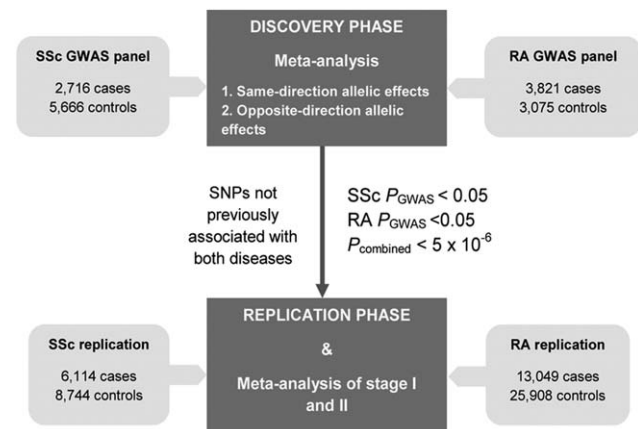 DISCOVERY PHASE
Meta-analysis
1. Same-direction allelic effects
2. Opposite-direction allelic
effects
SSc GWAS panel
2,716 cases
5,666 controls
RA GWAS panel
3,821 cases
3,075 controls
SNPs not
previously
associated with
both diseases
SSc P_GWAS < 0.05
RA P_GWAS <0.05
P_combined < 5 x 10^-6
REPLICATION PHASE
&
Meta-analysis of stage I
and II
SSc replication
6,114 cases
8,744 controls
RA replication
13,049 cases
25,908 controls